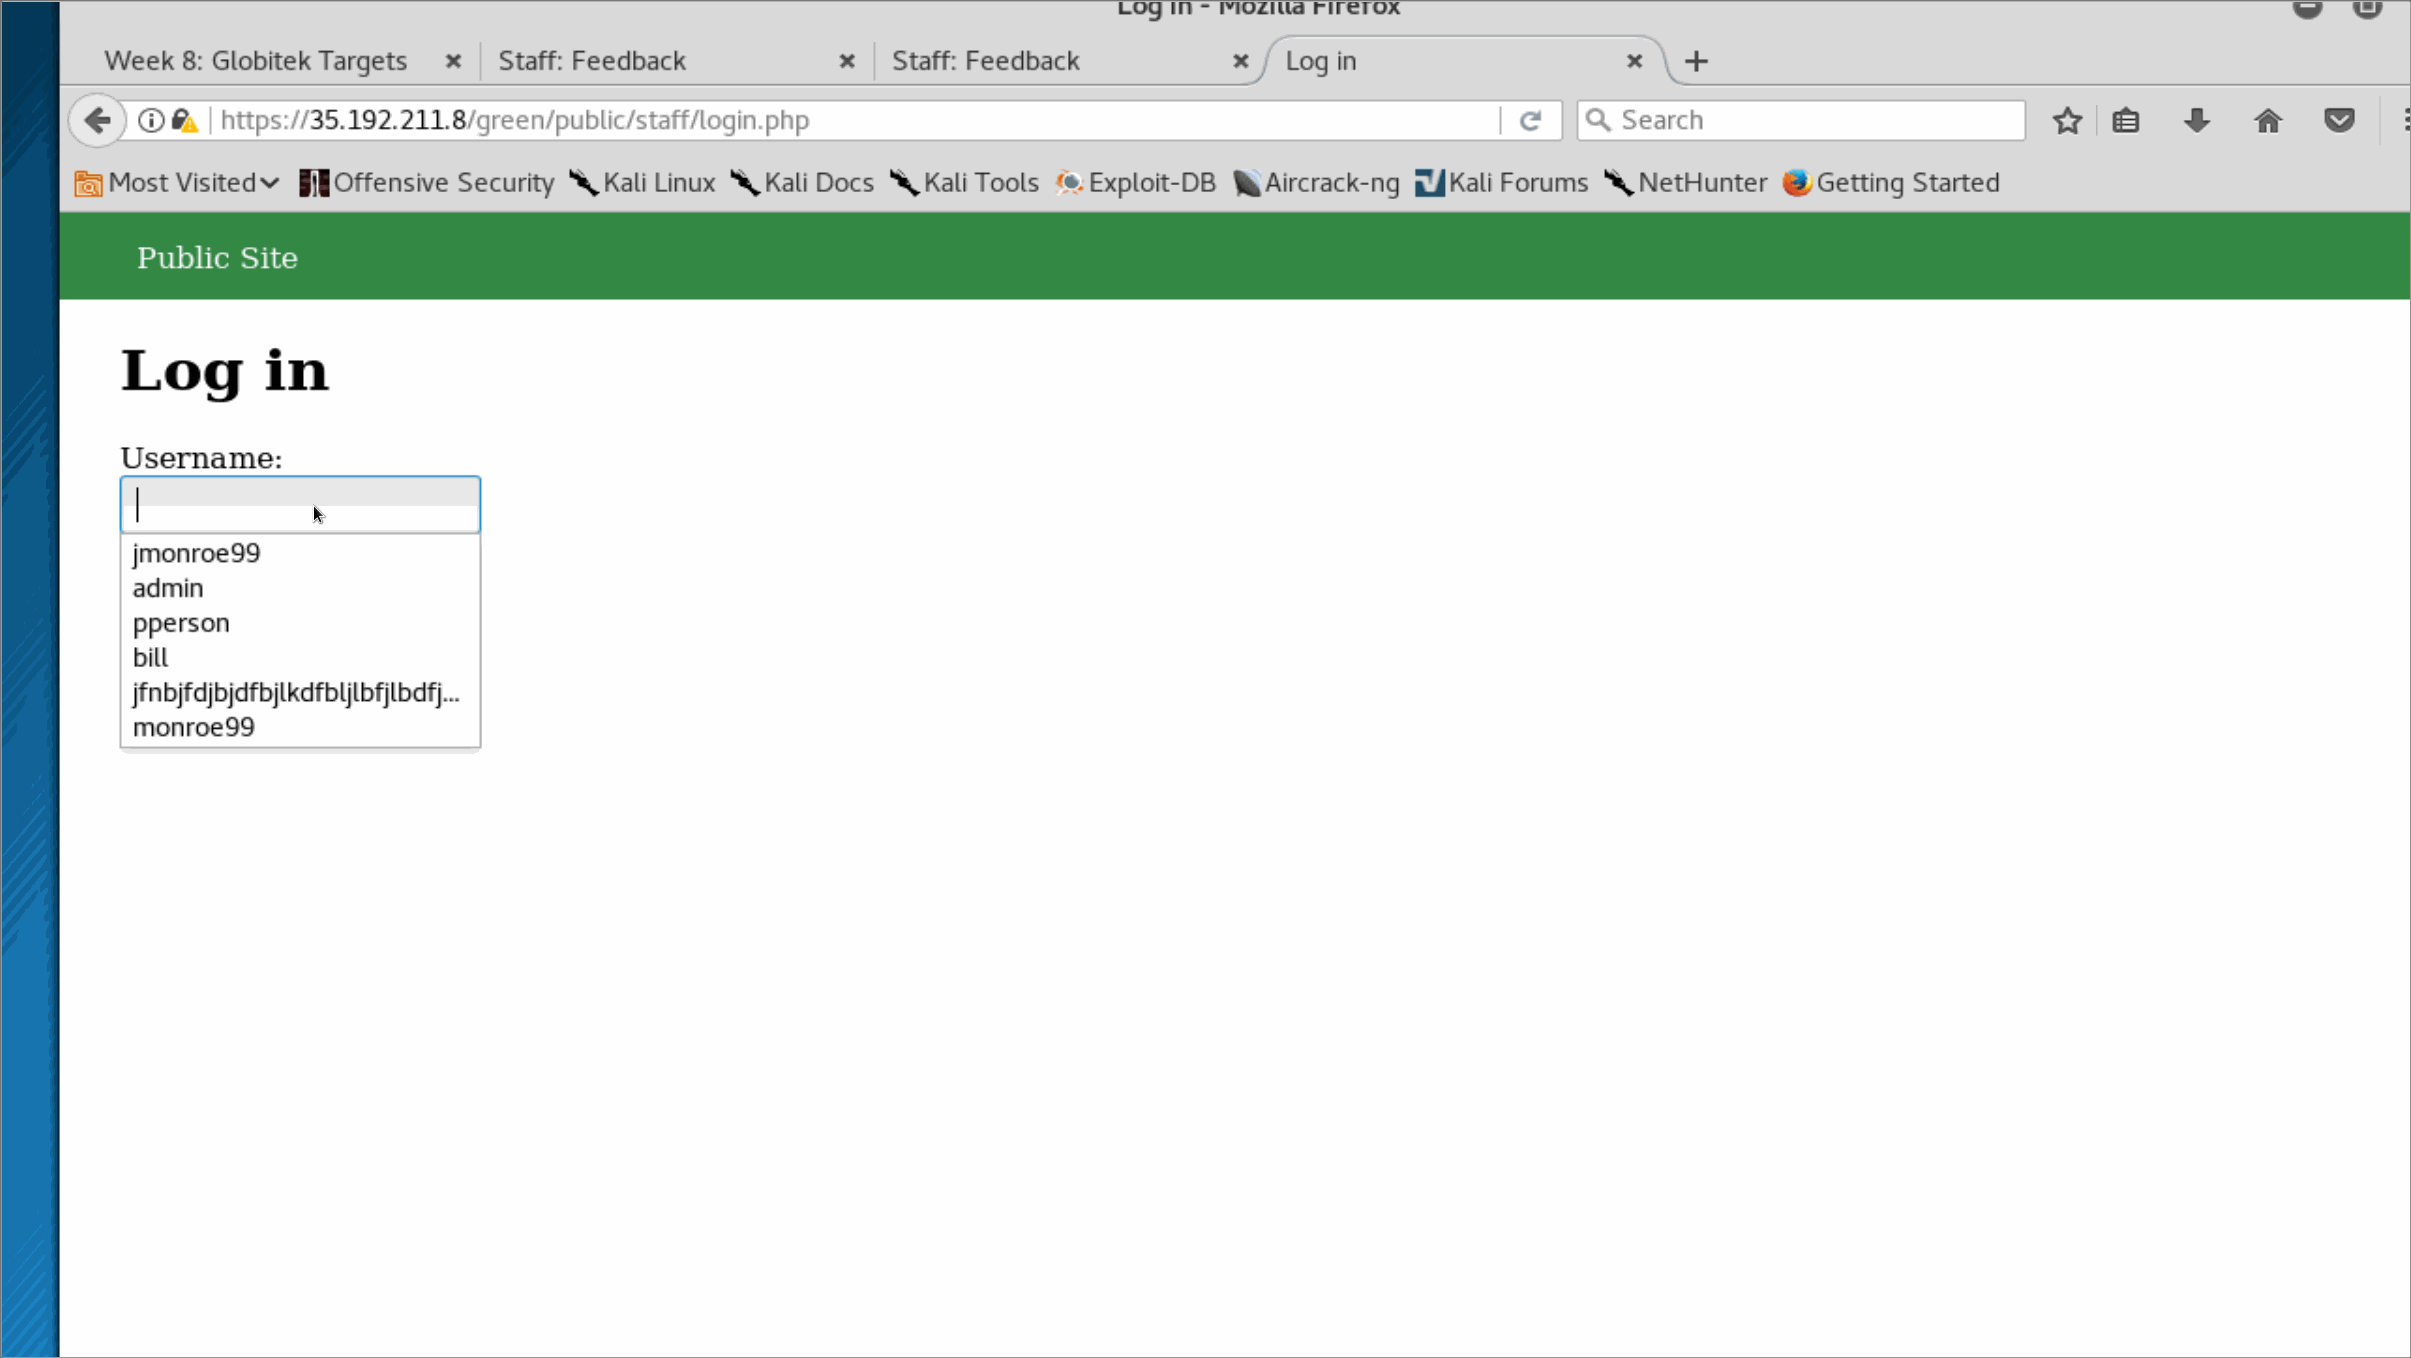 Log in - Mozilla Firefox
Week 8: Globitek Targets
Staff: Feedback
Staff: Feedback
Log in
https://35.192.211.8/green/public/staff/login.php
Search
Most Visited
Offensive Security
Kali Linux
Kali Docs
Kali Tools
Exploit-DB
Aircrack-ng
Kali Forums
NetHunter
Getting Started
Public Site
Log in
Username:
jmonroe99
admin
pperson
bill
jfnbjfdjbjdfbjlkdfbljlbfjlbdfj...
monroe99